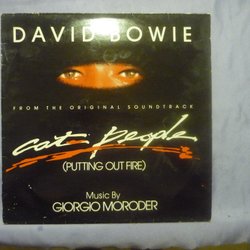 DAVID BOWIE
FROM THE ORIGINAL SOUNDTRACK
cat people
(PUTTING OUT FIRE)
Music By
GIORGIO MORODER